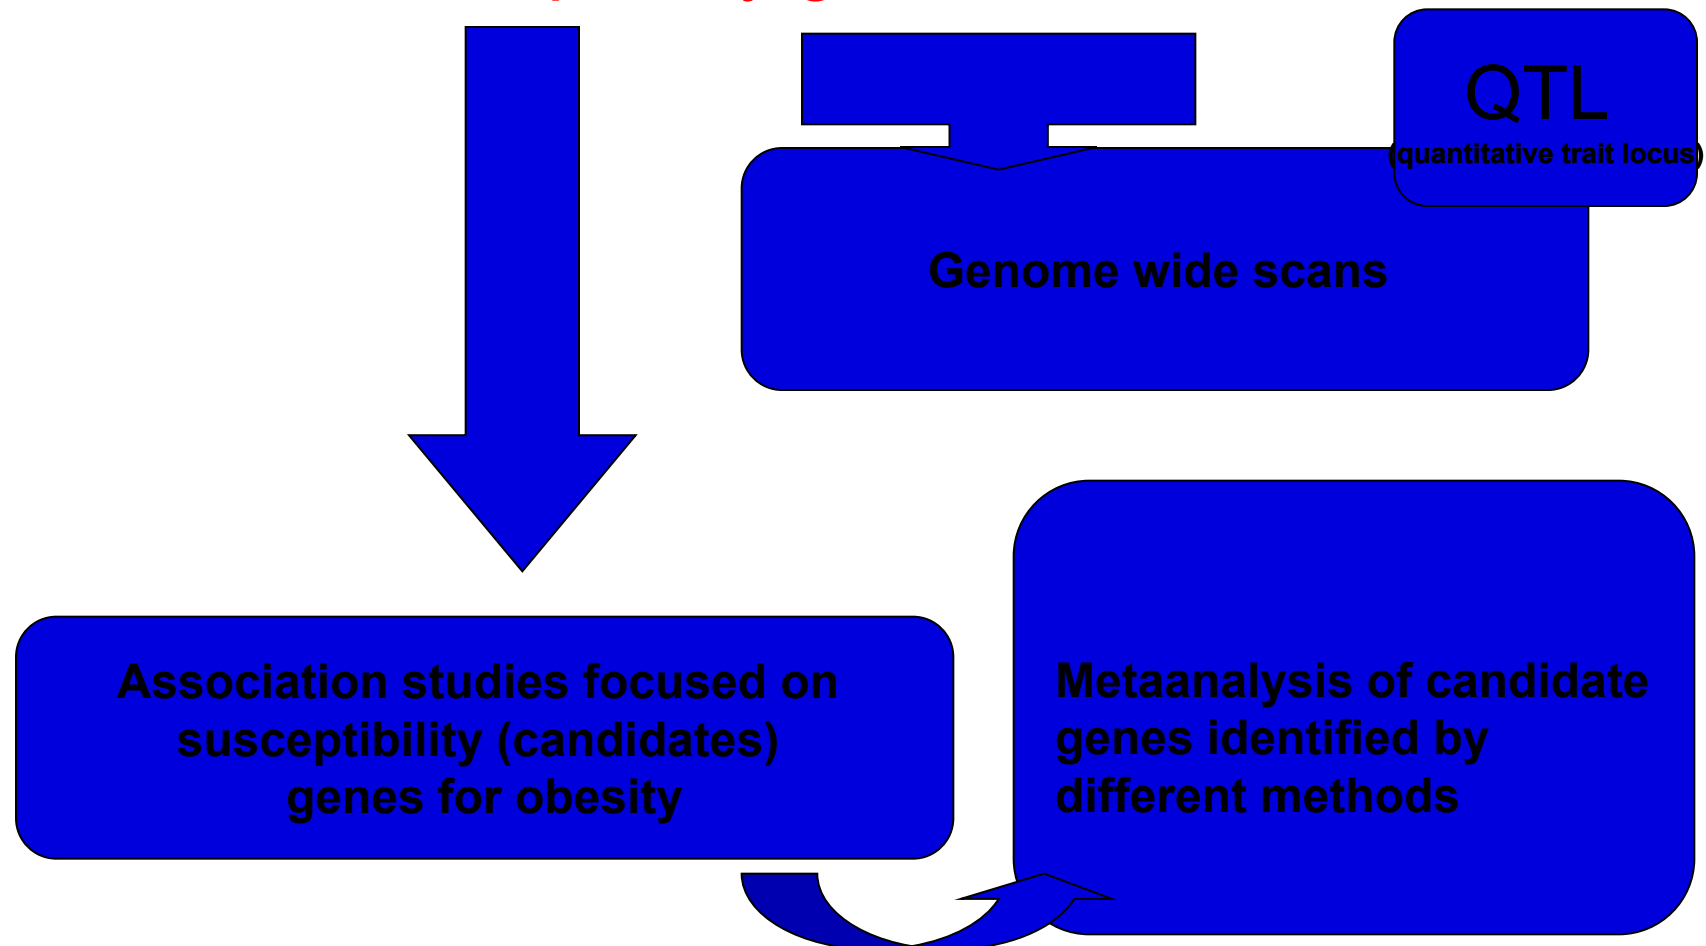 QTL
(quantitative trait locus)
Genome wide scans
Association studies focused on
susceptibility (candidates)
genes for obesity
Metaanalysis of candidate
genes identified by
different methods